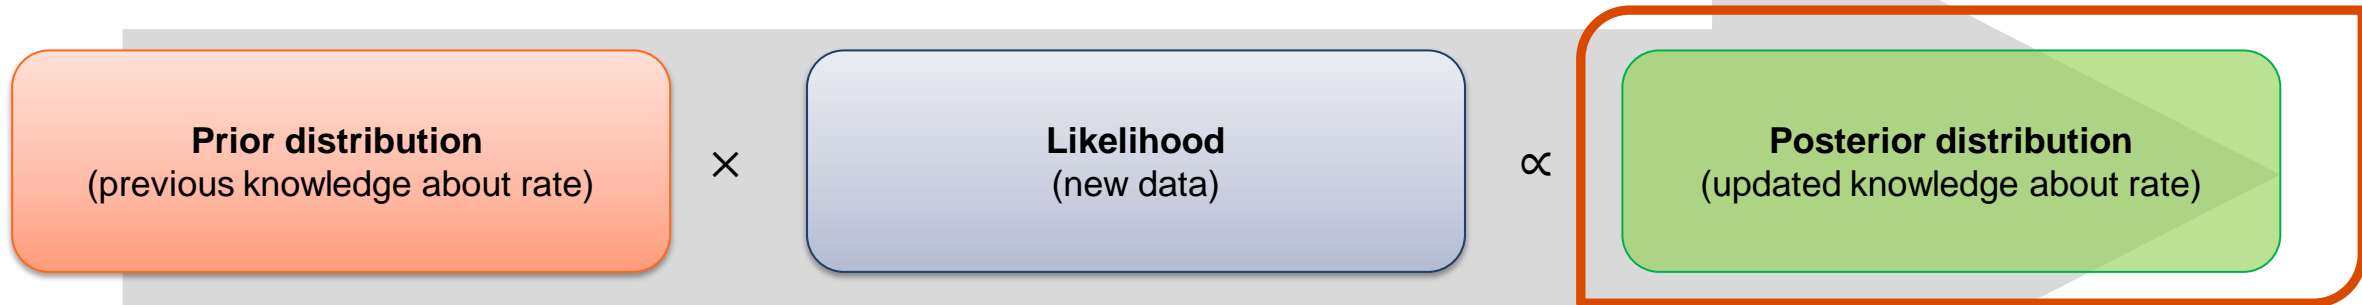 Prior distribution
(previous knowledge about rate)
×
Likelihood
(new data)
∝
Posterior distribution
(updated knowledge about rate)